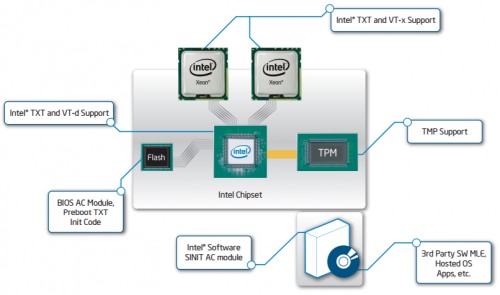 Intel® TXT and VT-x Support
intel
Xeon®
intel
Xeon®
Intel® TXT and VT-d Support
Flash
intel
TPM
TMP Support
Intel Chipset
BIOS AC Module,
Preboot TXT
Init Code
Intel® Software
SINIT AC module
3rd Party SW MLE,
Hosted OS
Apps, etc.